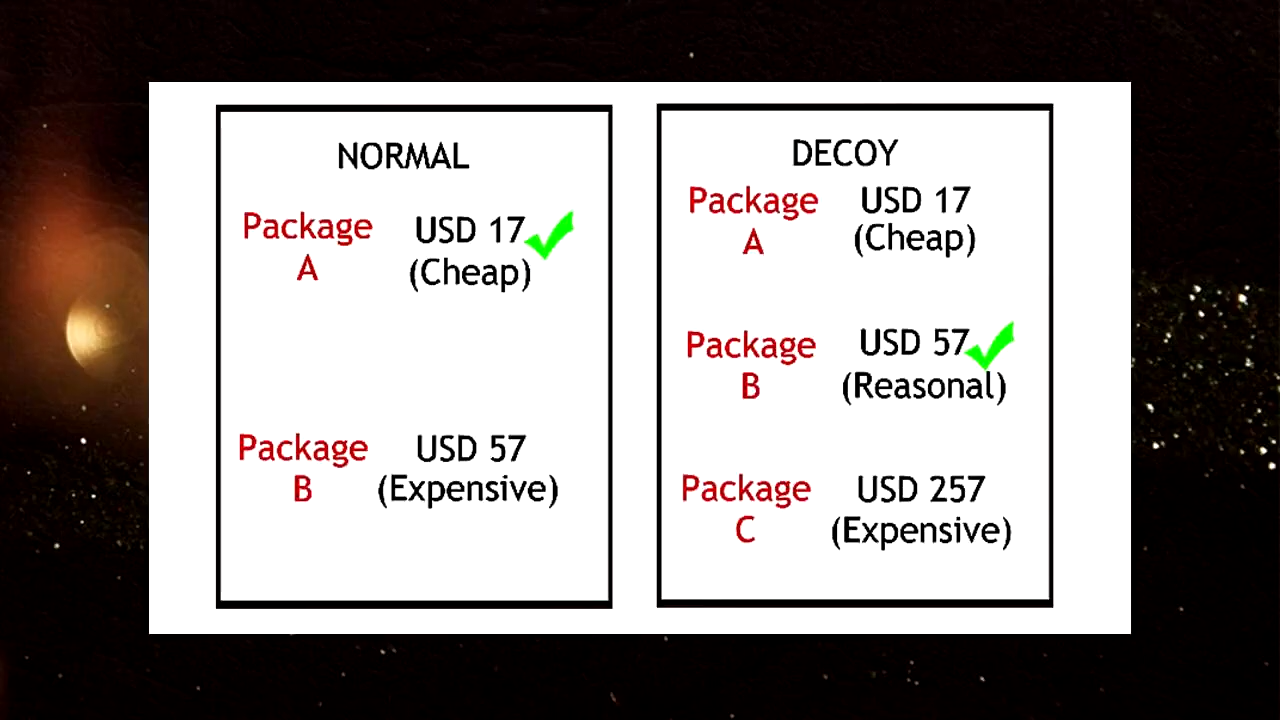 NORMAL
Package USD 17
A (Cheap)
Package USD 57
B (Expensive)
DECOY
Package USD 17
A (Cheap)
Package USD 57
B (Reasonal)
Package USD 257
C (Expensive)